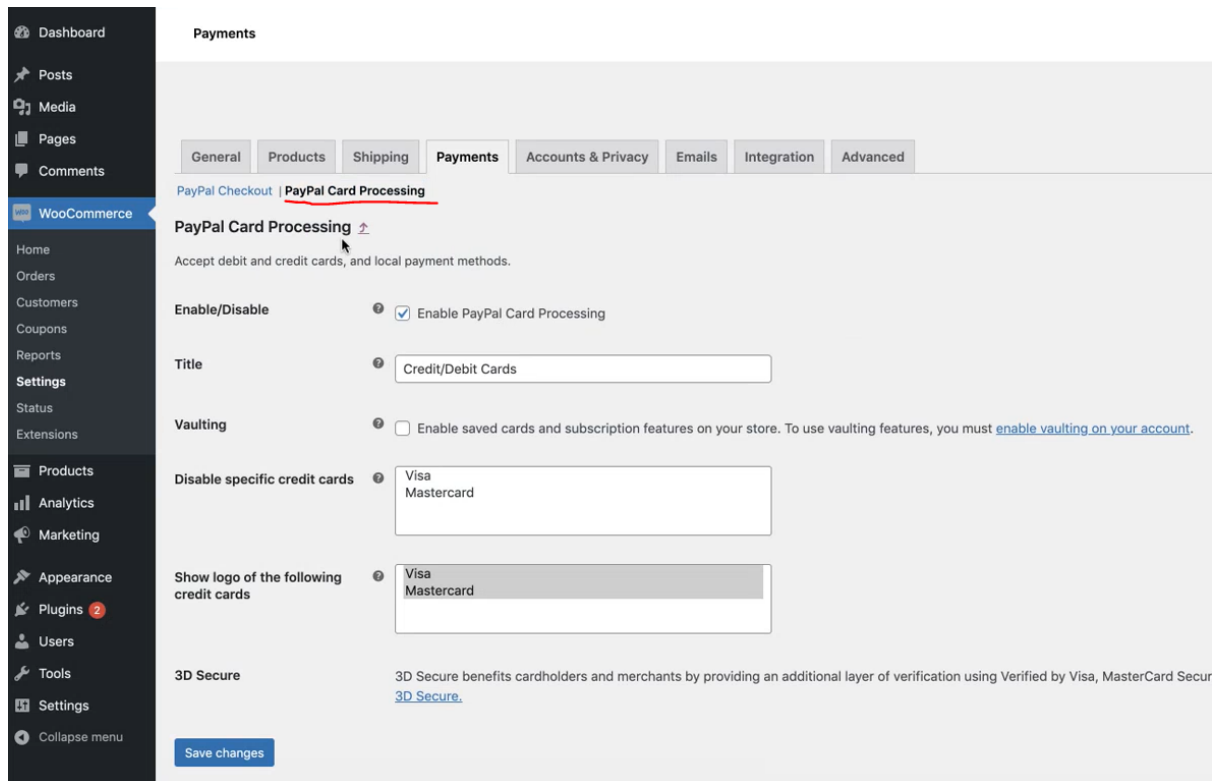 Dashboard
Posts
Media
Pages
Comments
WooCommerce
Home
Orders
Customers
Coupons
Reports
Settings
Status
Extensions
Products
Analytics
Marketing
Appearance
Plugins 2
Users
Tools
Settings
Collapse menu
Payments
General Products Shipping Payments Accounts & Privacy Emails Integration Advanced
PayPal Checkout | PayPal Card Processing
PayPal Card Processing
Accept debit and credit cards, and local payment methods.
Enable/Disable Enable PayPal Card Processing
Title Credit/Debit Cards
Vaulting Enable saved cards and subscription features on your store. To use vaulting features, you must enable vaulting on your account.
Disable specific credit cards Visa
Mastercard
Show logo of the following Visa
credit cards Mastercard
3D Secure 3D Secure benefits cardholders and merchants by providing an additional layer of verification using Verified by Visa, MasterCard Secur
3D Secure.
Save changes